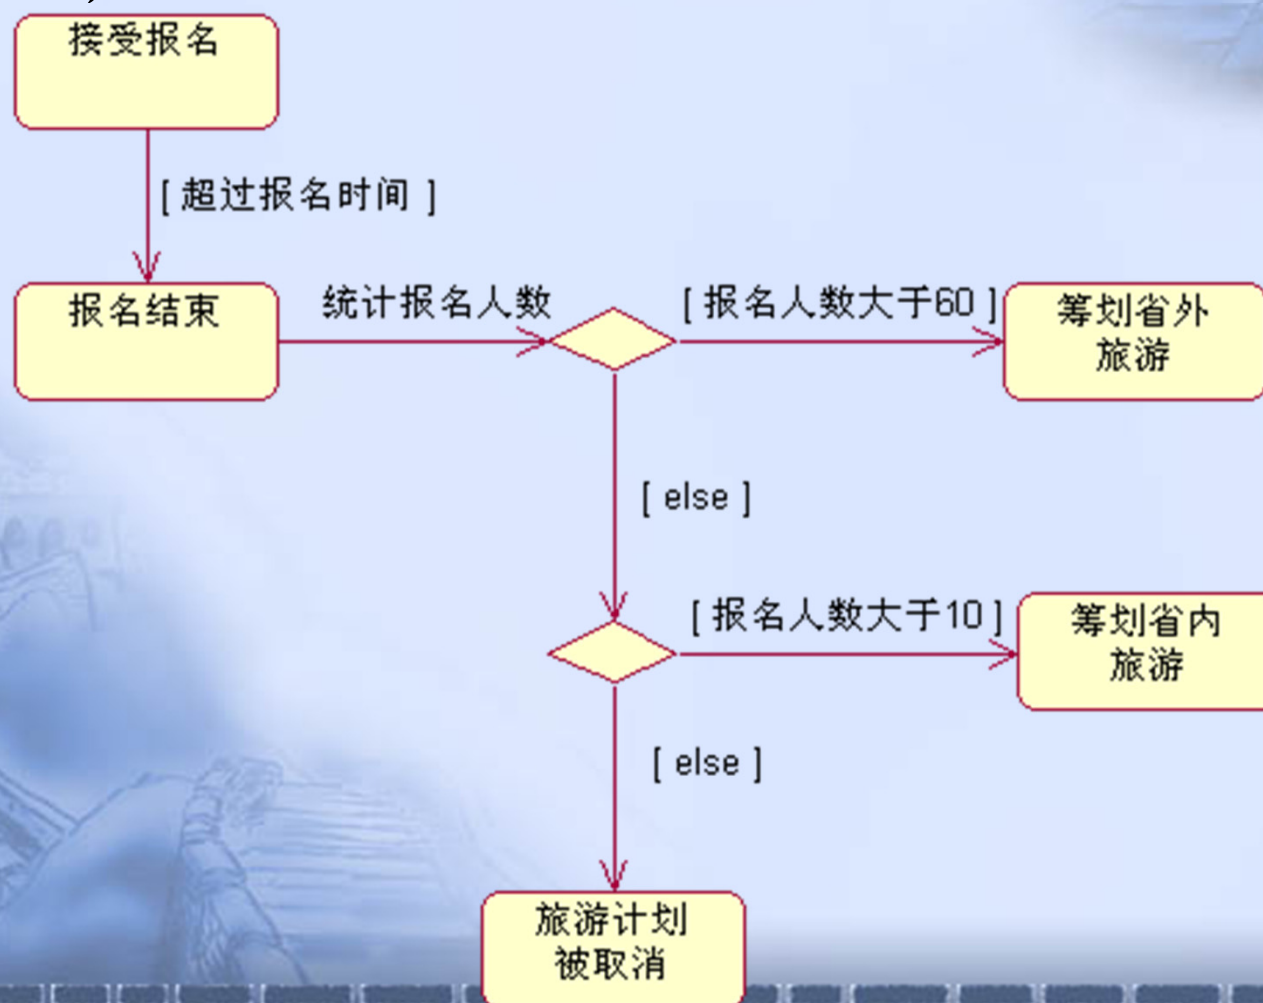 接受报名
[ 超过报名时间 ]
报名结束
统计报名人数
[ 报名人数大于60 ]
筹划省外
旅游
[ else ]
[ 报名人数大于10 ]
筹划省内
旅游
[ else ]
旅游计划
被取消